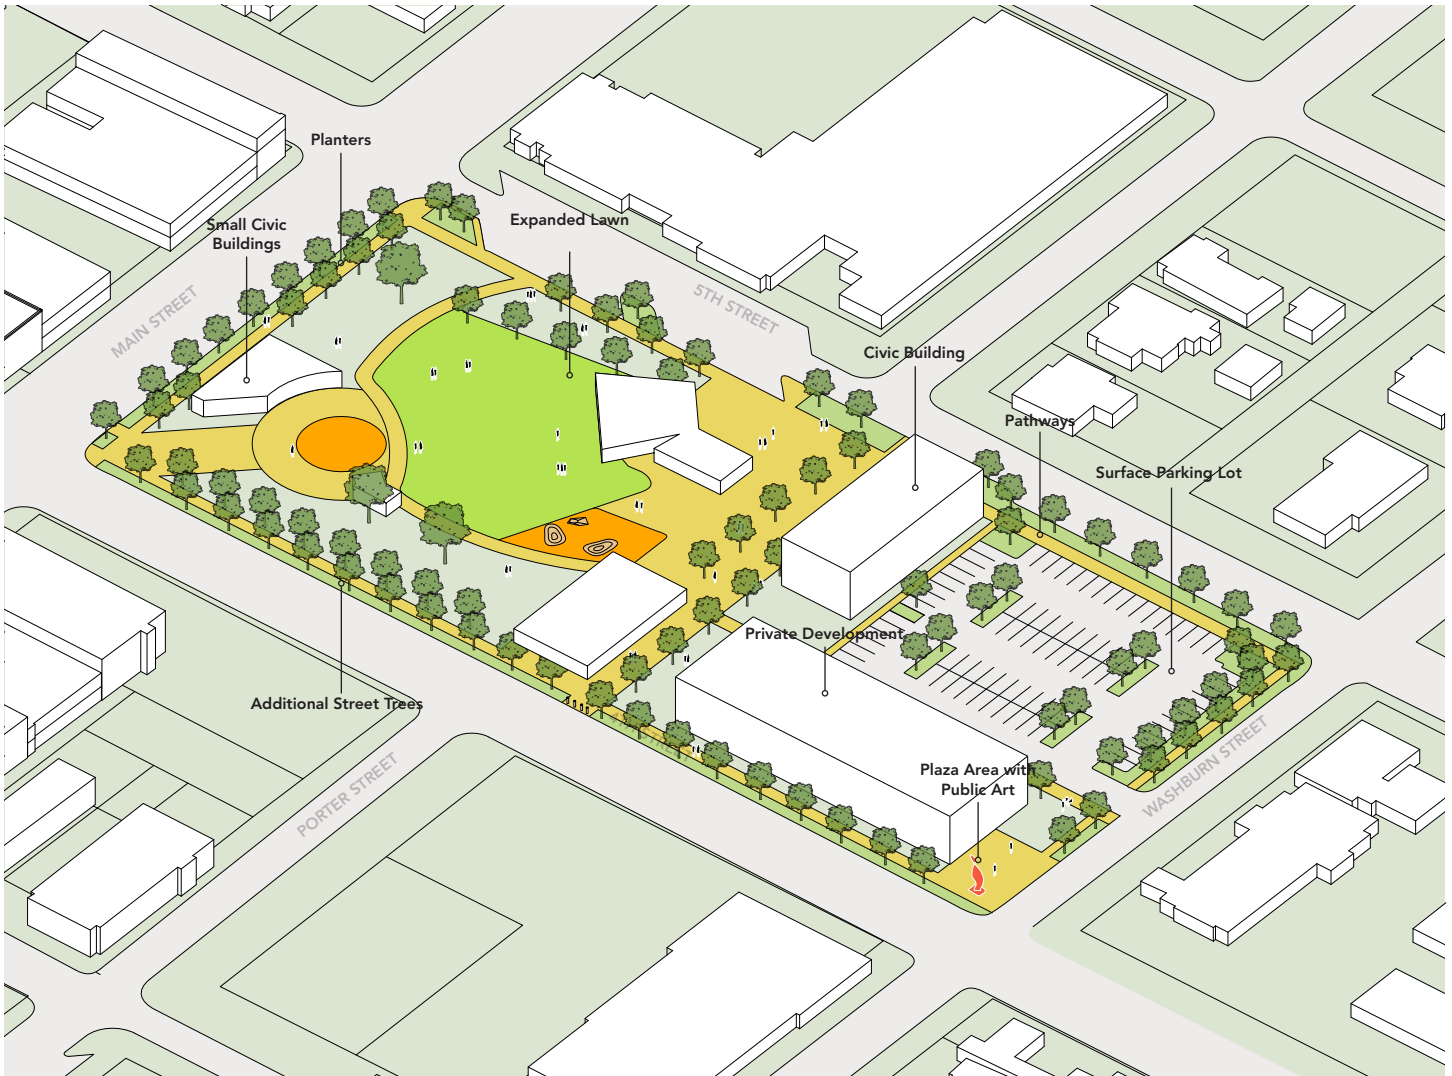 Planters
Small Civic
Buildings
Expanded Lawn
MAIN STREET
5TH STREET
Civic Building
Pathways
Surface Parking Lot
Private Development
Additional Street Trees
PORTER STREET
Plaza Area with
Public Art
WASHBURN STREET